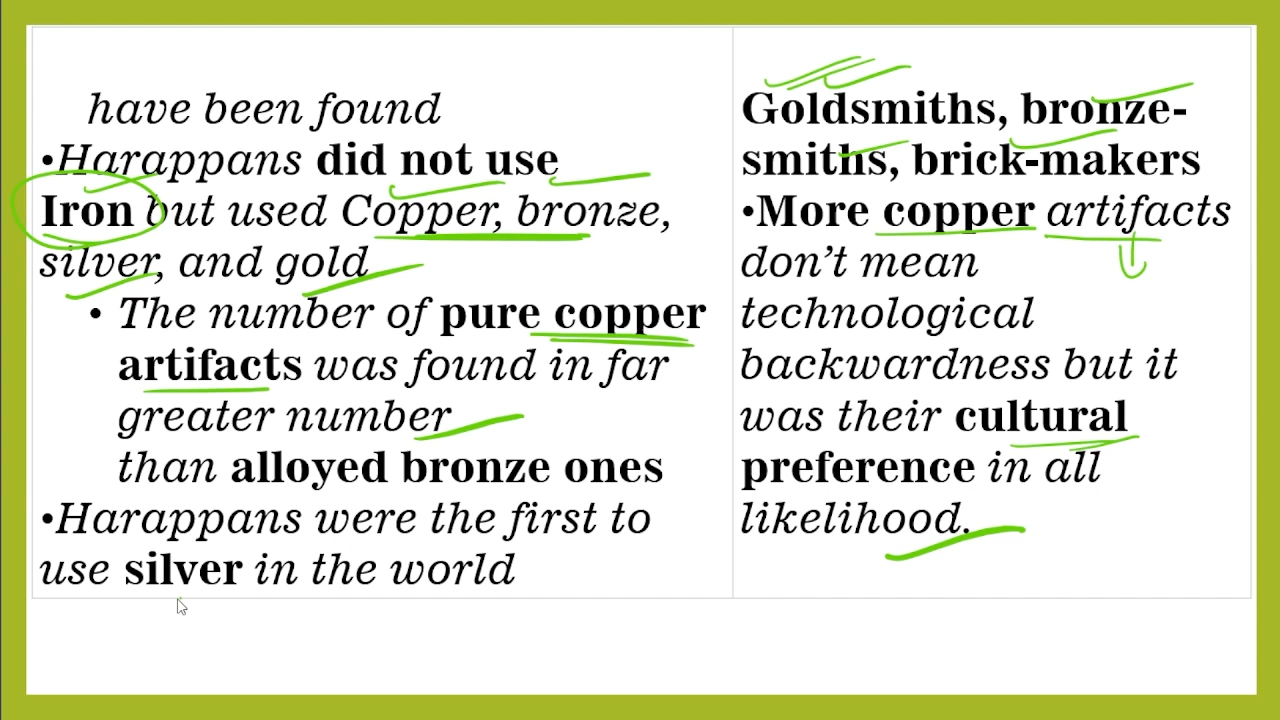 have been found
•Harappans did not use
Iron but used Copper, bronze,
silver, and gold
• The number of pure copper
artifacts was found in far
greater number
than alloyed bronze ones
•Harappans were the first to
use silver in the world
Goldsmiths, bronze-
smiths, brick-makers
•More copper artifacts
don’t mean
technological
backwardness but it
was their cultural
preference in all
likelihood.